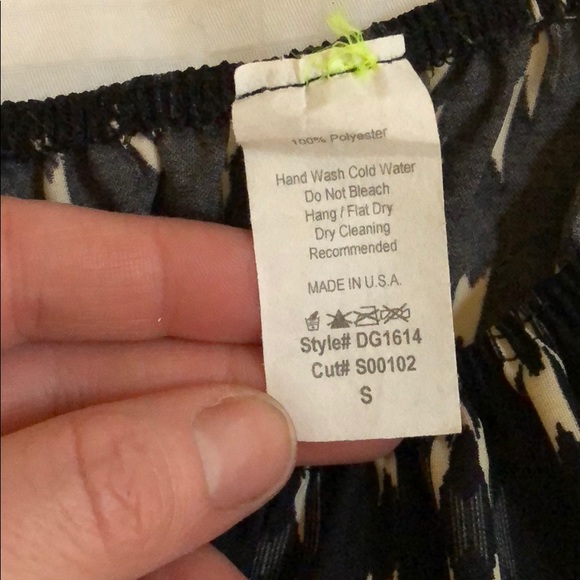 100% Polyester
Hand Wash Cold Water
Do Not Bleach
Hang / Flat Dry
Dry Cleaning
Recommended
MADE IN U.S.A.
Style# DG1614
Cut# S00102
S